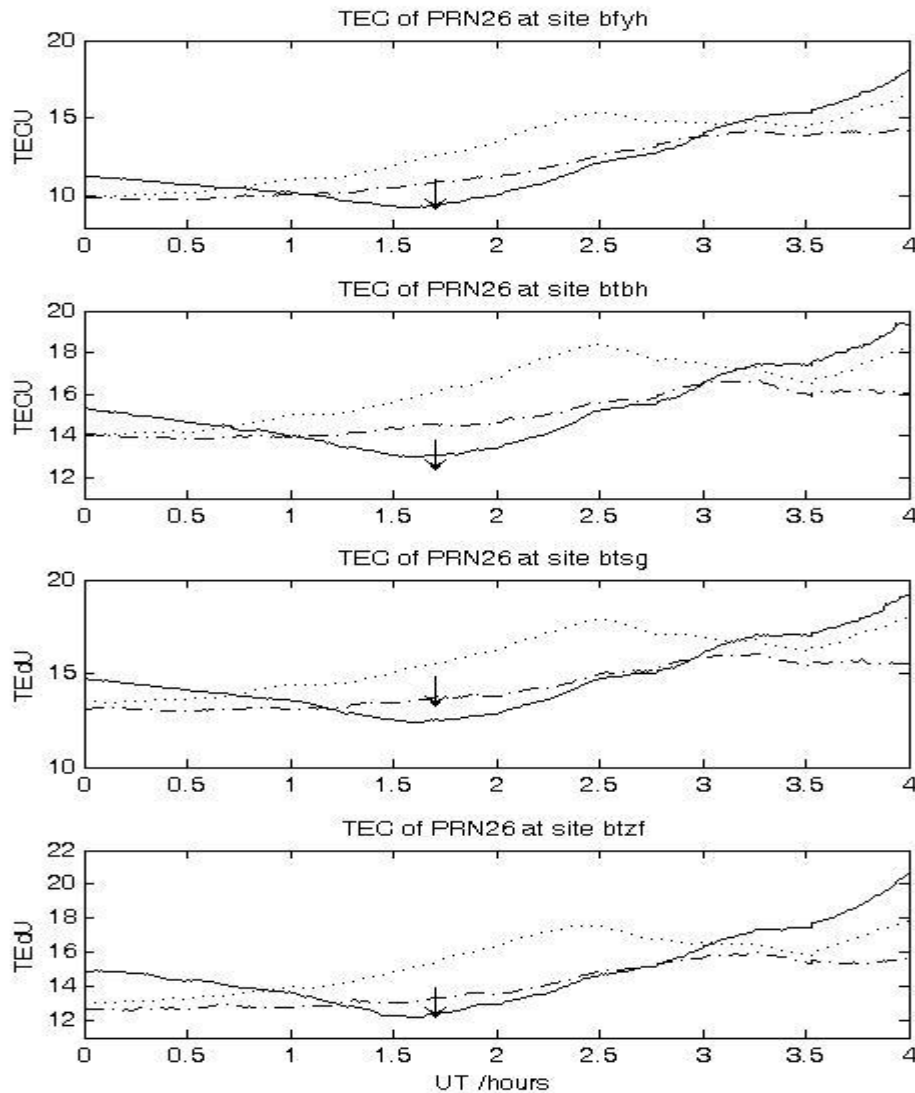 TEC of PRN26 at site bfyh
20
15
10
TECU
0 0.5 1 1.5 2 2.5 3 3.5 4
TEC of PRN26 at site btbh
20
18
16
14
12
TECU
0 0.5 1 1.5 2 2.5 3 3.5 4
TEC of PRN26 at site btsg
20
15
10
TEdU
0 0.5 1 1.5 2 2.5 3 3.5 4
TEC of PRN26 at site btzf
22
20
18
16
14
12
TEdU
0 0.5 1 1.5 2 2.5 3 3.5 4
UT /hours